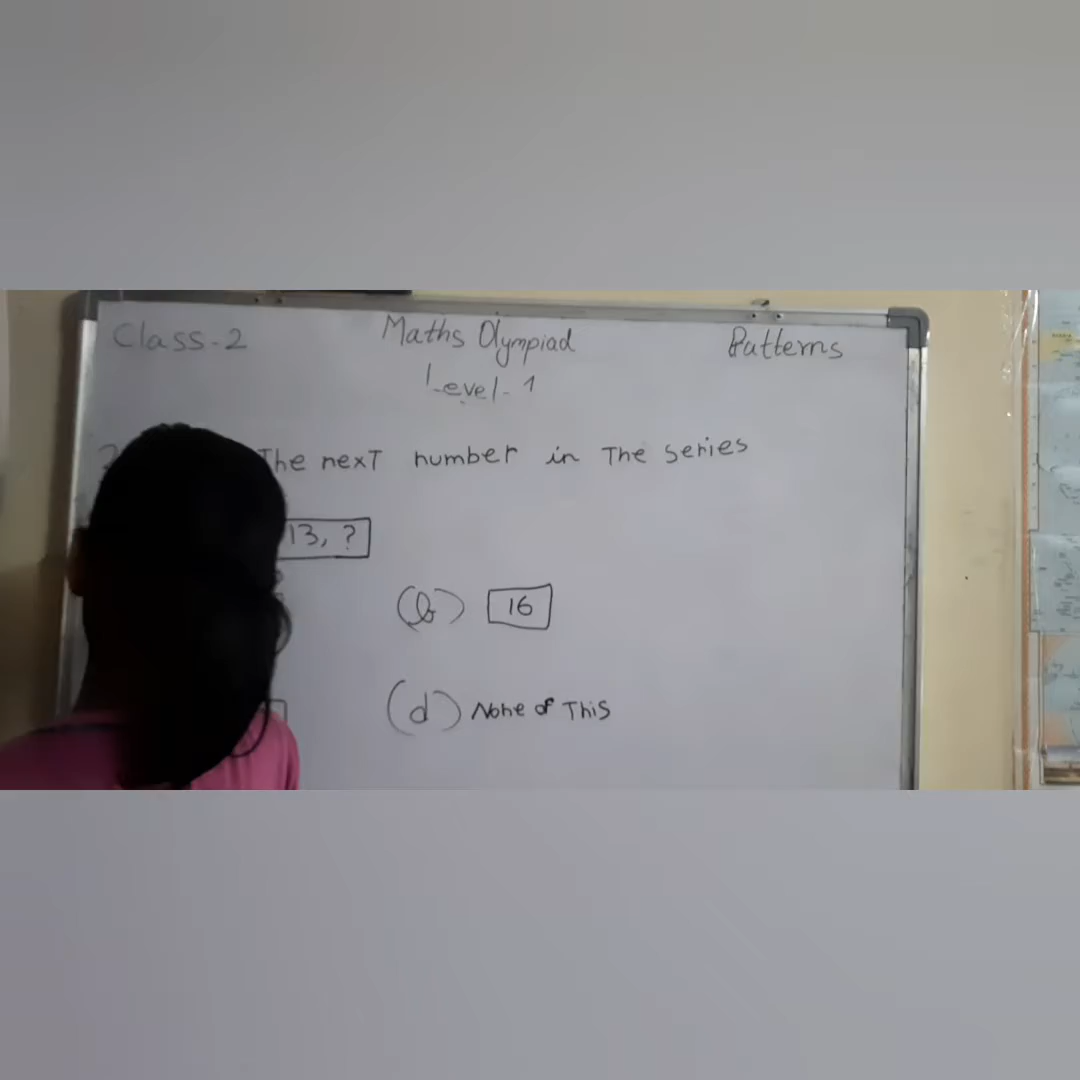 Class-2
Maths Olympiad
Patterns
Level-1
The nexT number in The series
13, ?
(b) 16
(d) None of This